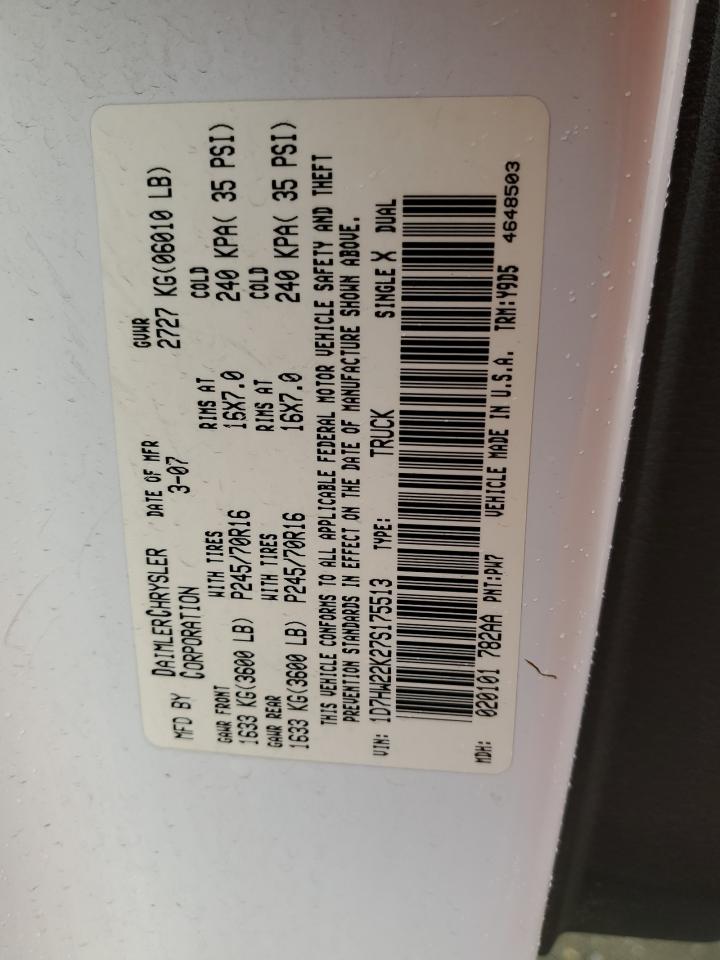 MFD BY DAIMLERCHRYSLER CORPORATION DATE OF MFR 3-07 GVWR 2727 KG(06010 LB)
GAWR FRONT WITH TIRES RIMS AT COLD
1633 KG(3600 LB) P245/70R16 16X7.0 240 KPA( 35 PSI)
GAWR REAR WITH TIRES RIMS AT COLD
1633 KG(3600 LB) P245/70R16 16X7.0 240 KPA( 35 PSI)
THIS VEHICLE CONFORMS TO ALL APPLICABLE FEDERAL MOTOR VEHICLE SAFETY AND THEFT
PREVENTION STANDARDS IN EFFECT ON THE DATE OF MANUFACTURE SHOWN ABOVE.
VIN: 1D7HW22K27S175513 TYPE: TRUCK SINGLE X DUAL
MDH: 020101 782AA PNT:PW7 VEHICLE MADE IN U.S.A. TRM:Y9D5 4648503